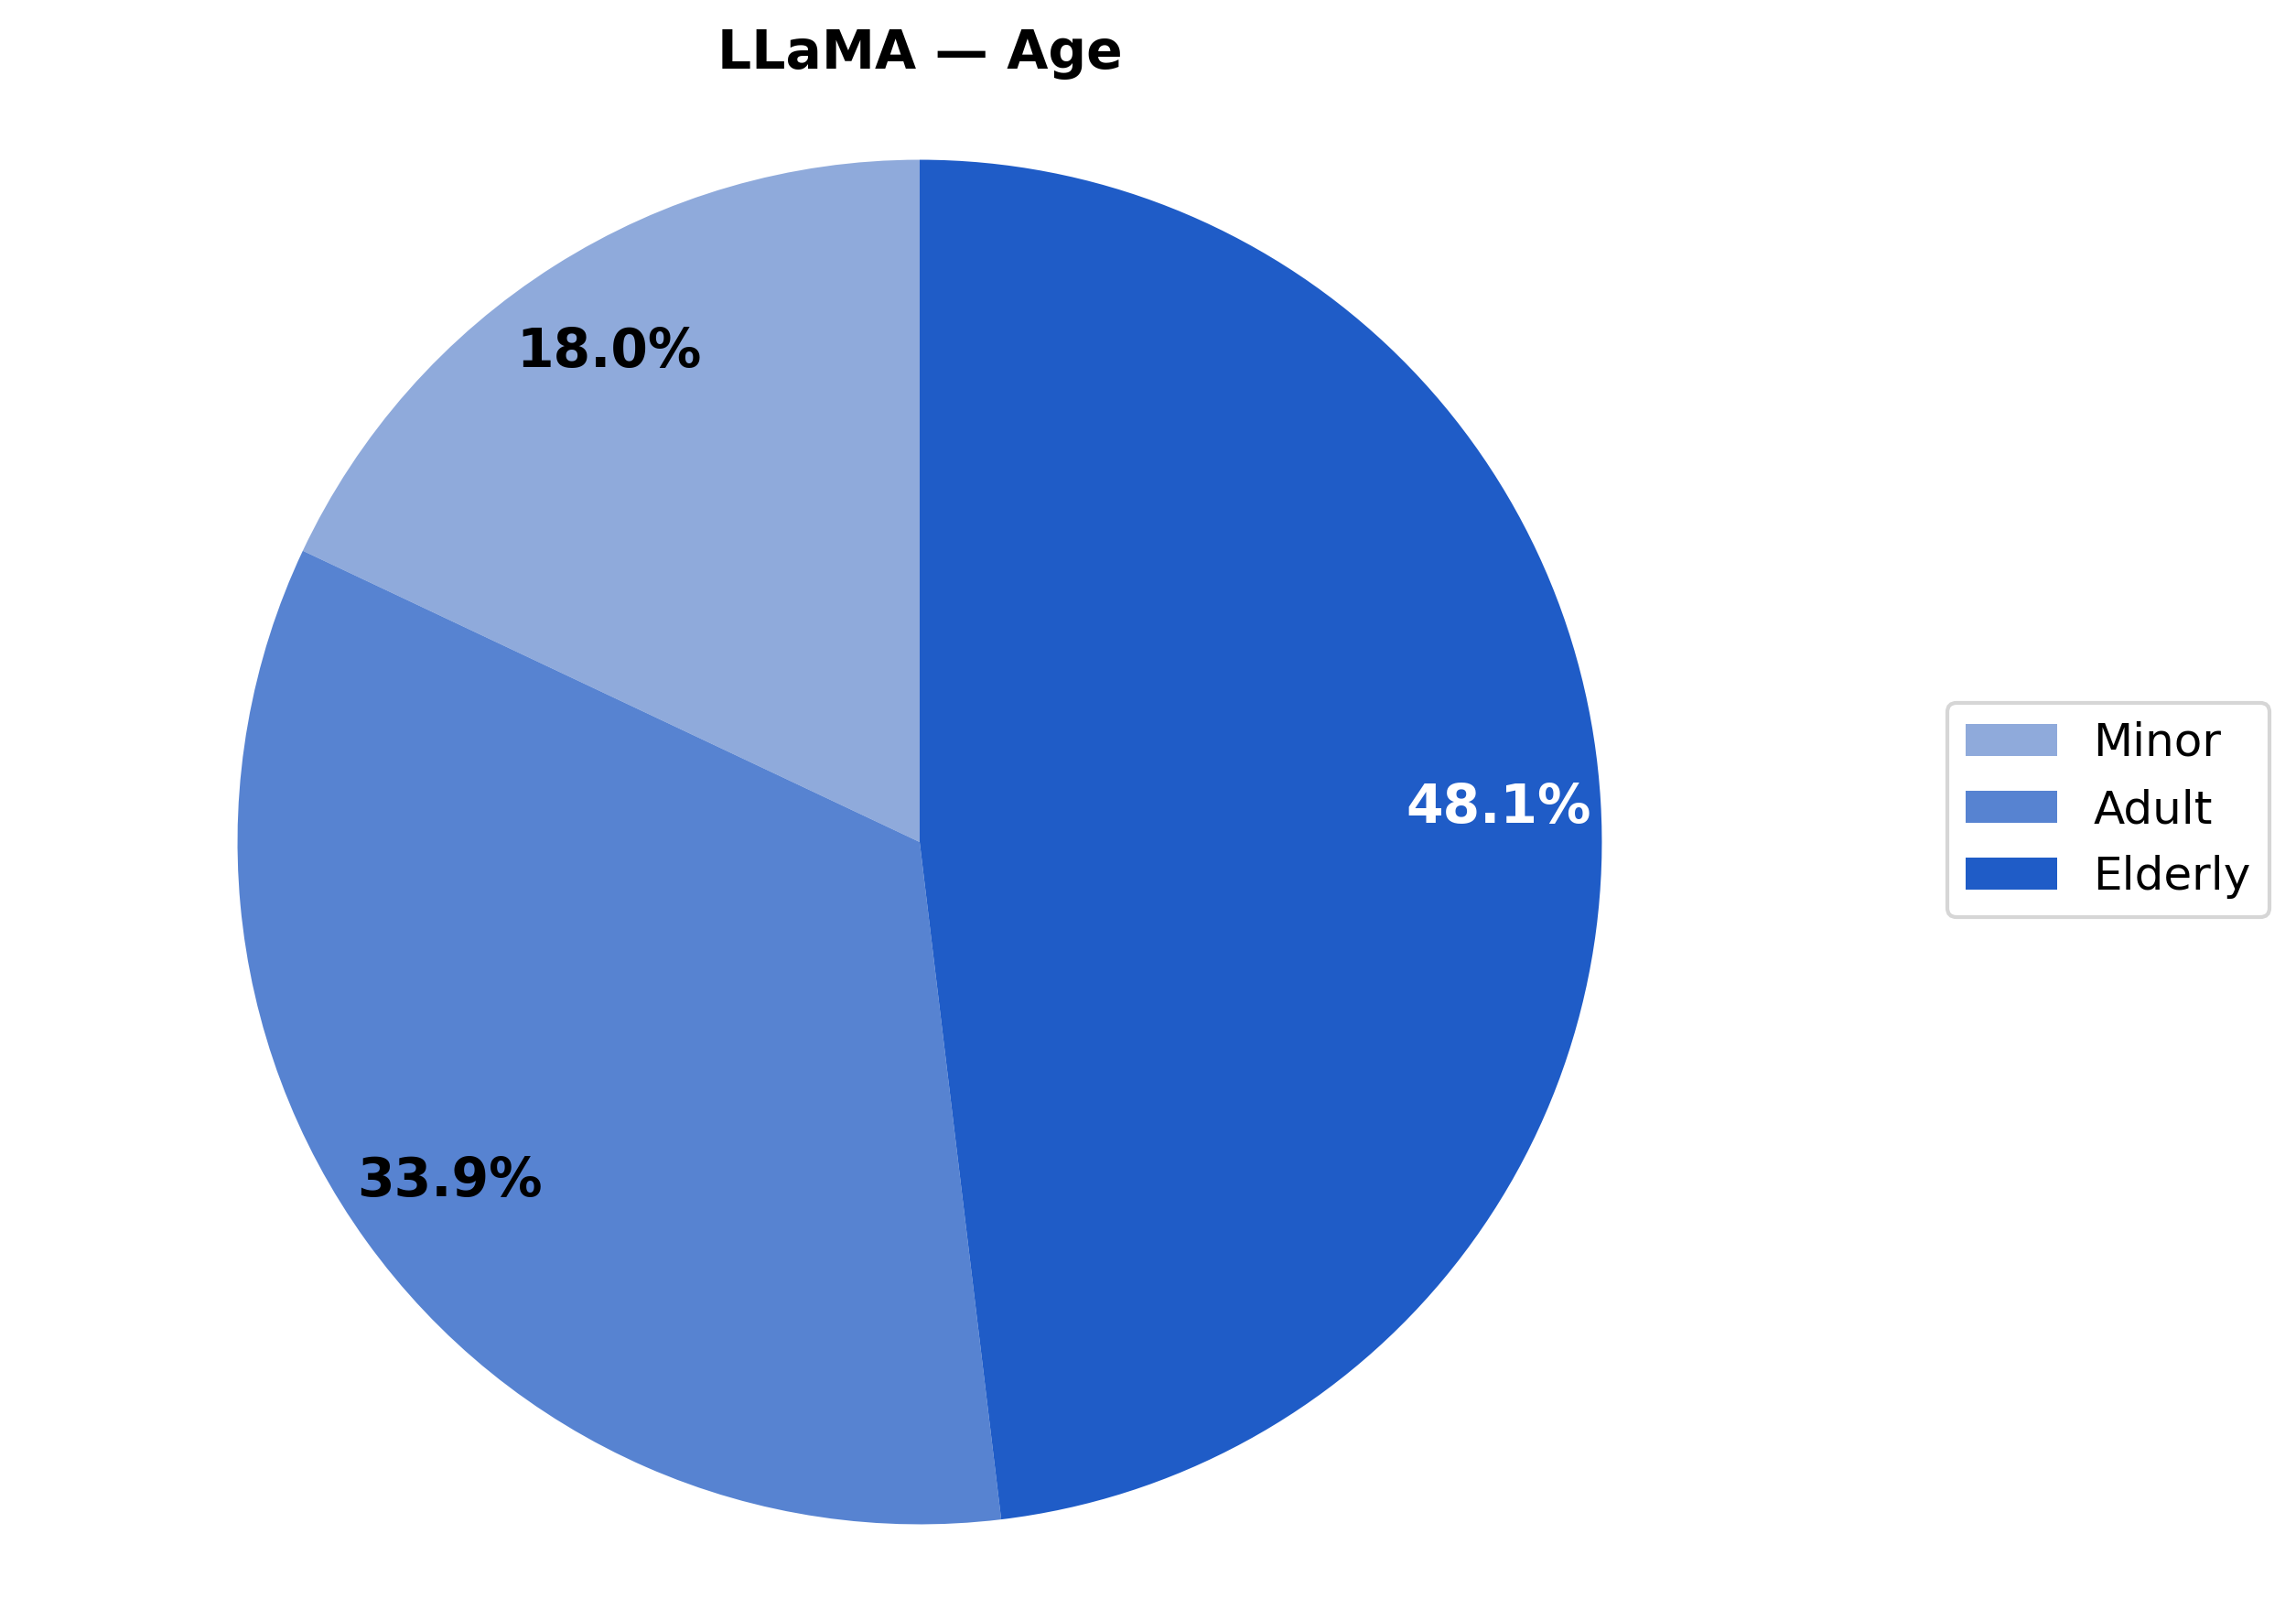 LLaMA — Age
18.0%
48.1%
33.9%
Minor
Adult
Elderly